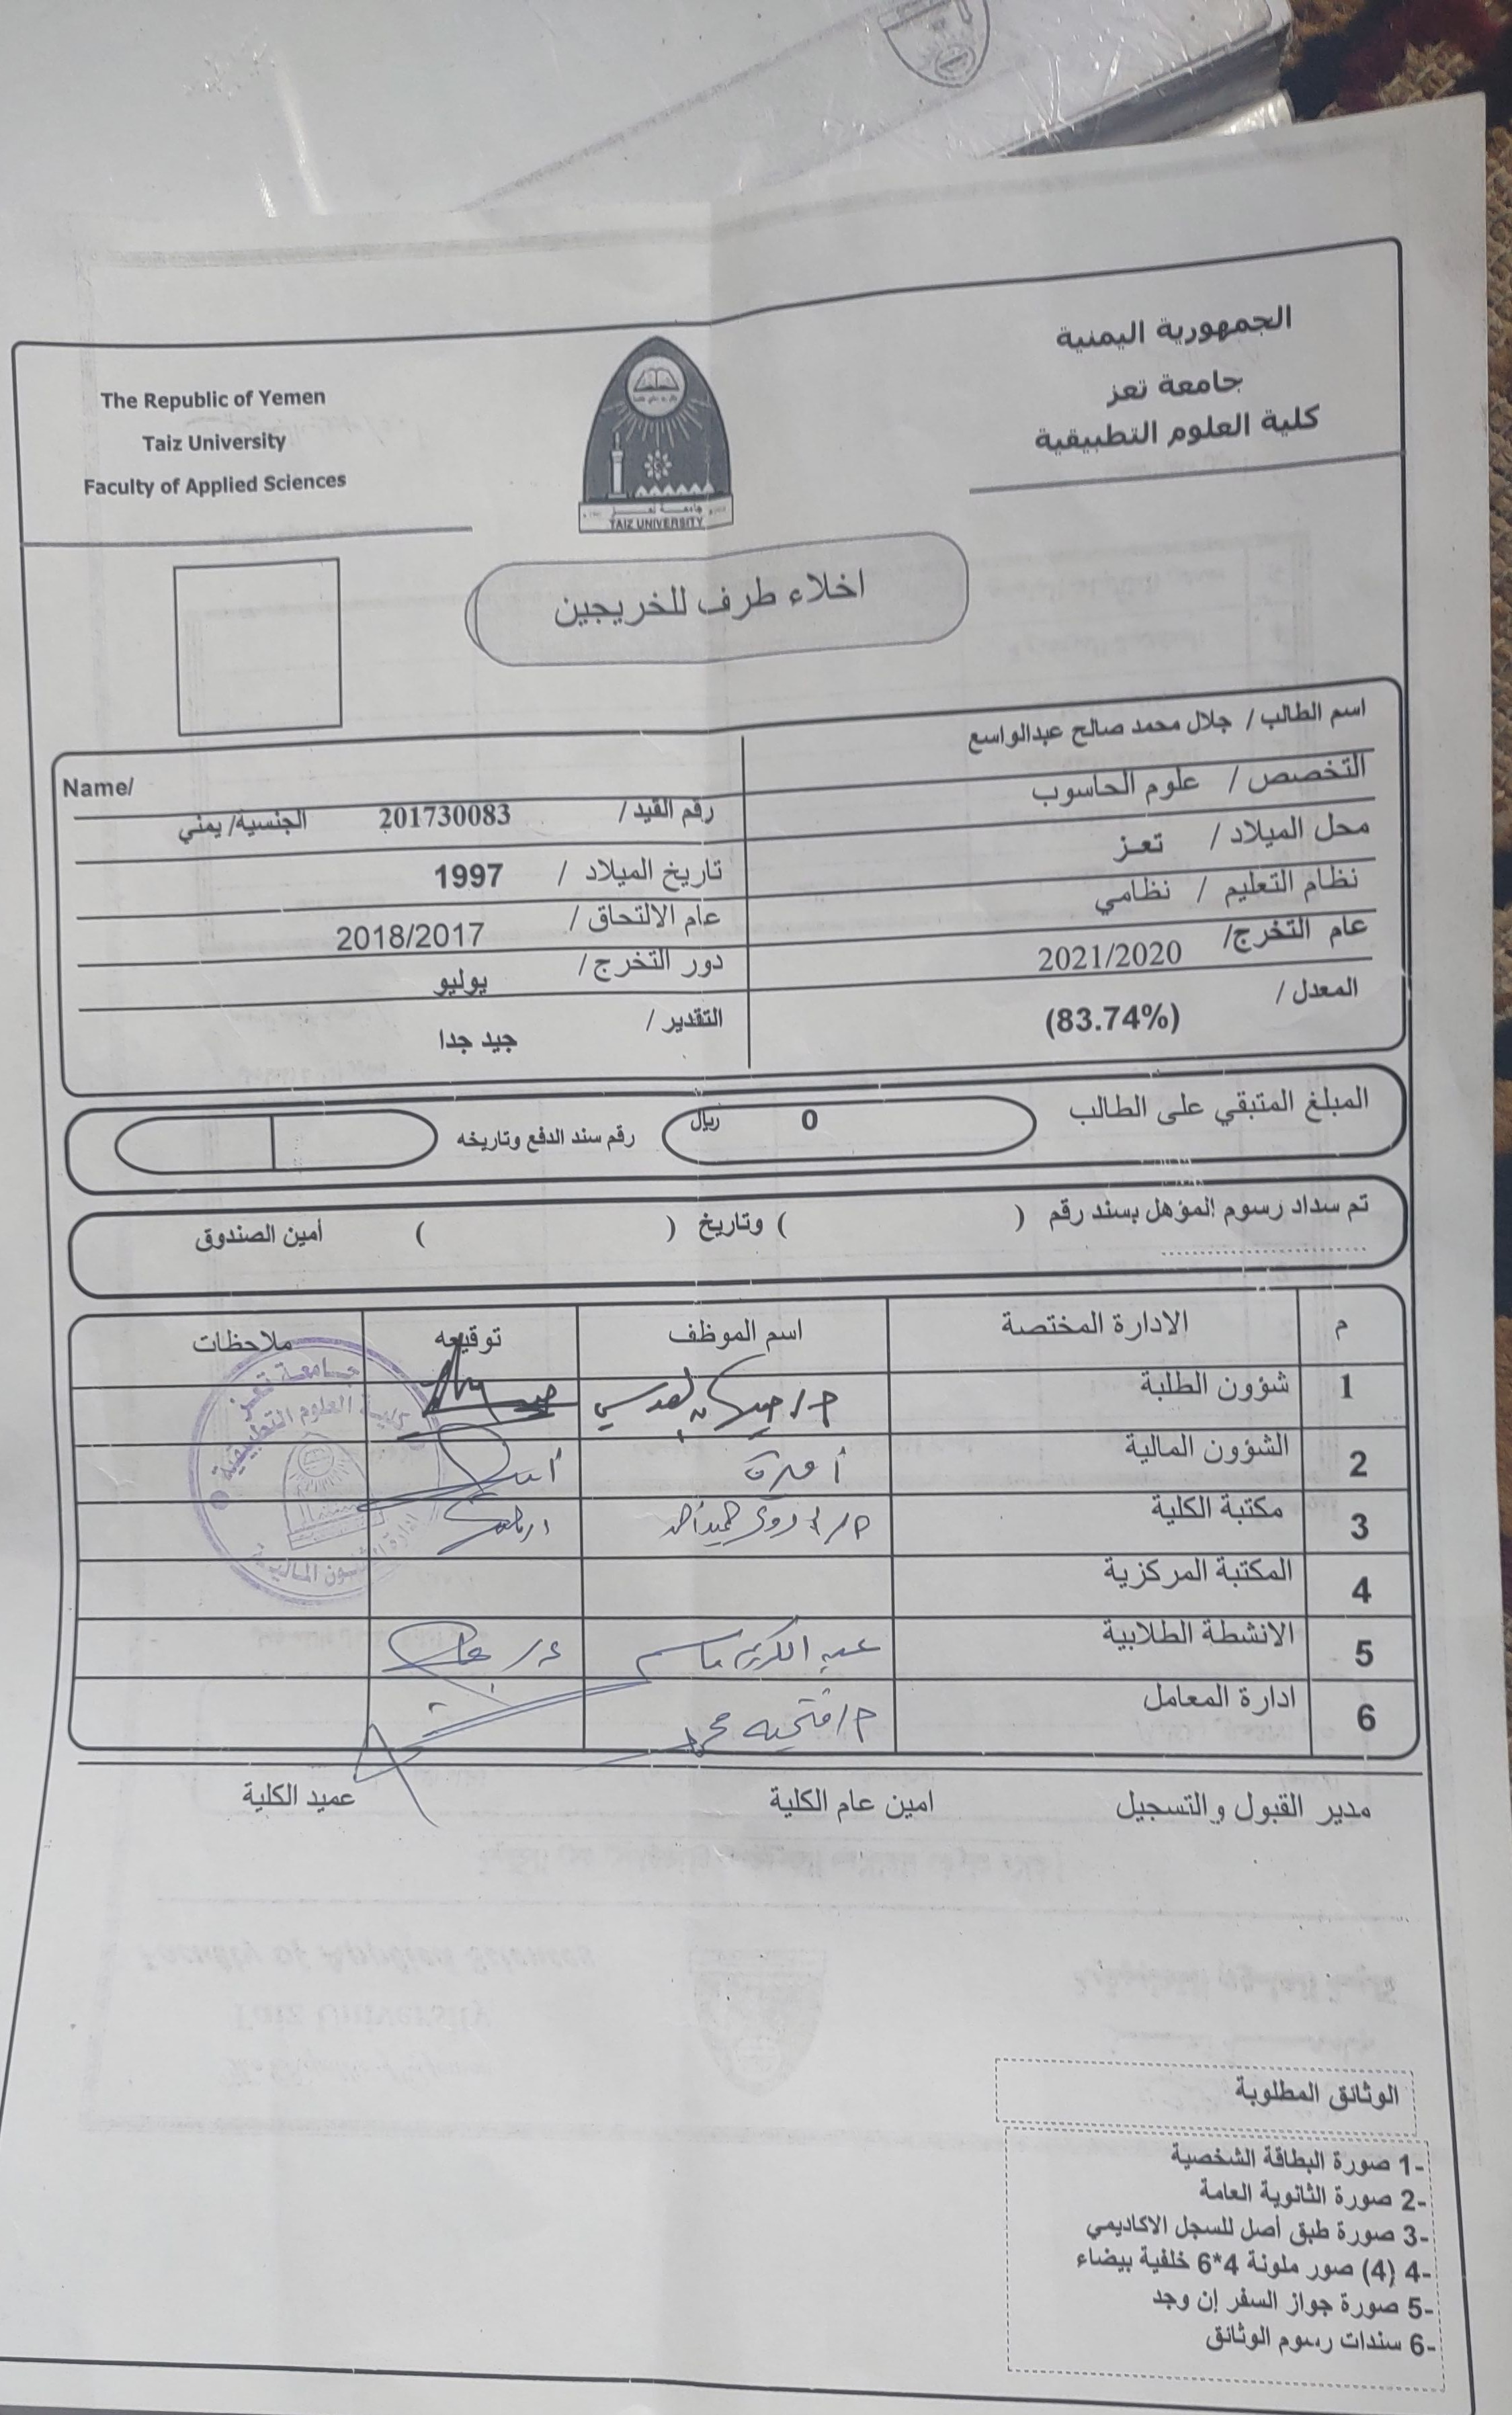 الجمهورية اليمنية
جامعة تعز
كلية العلوم التطبيقية
The Republic of Yemen
Taiz University
Faculty of Applied Sciences
جامعة تعز
TAIZ UNIVERSITY
اخلاء طرف للخريجين
اسم الطالب / جلال محمد صالح عبدالواسع
Name/
التخصص / علوم الحاسوب
رقم القيد / 201730083 الجنسية/ يمني
محل الميلاد / تعز
تاريخ الميلاد / 1997
نظام التعليم / نظامي
عام الالتحاق / 2018/2017
عام التخرج/ 2021/2020
دور التخرج / يوليو
المعدل / (83.74%)
التقدير / جيد جدا
المبلغ المتبقي على الطالب 0 ريال رقم سند الدفع وتاريخه
تم سداد رسوم المؤهل بسند رقم ( ) وتاريخ ( ) أمين الصندوق
......................
م الادارة المختصة اسم الموظف توقيعه ملاحظات
1 شؤون الطلبة
2 الشؤون المالية أميرة
3 مكتبة الكلية
4 المكتبة المركزية
5 الانشطة الطلابية عبد الكريم
6 ادارة المعامل م/ فتحيه محمد
جامعة تعز
كلية العلوم التطبيقية
ادارة الشئون المالية
مدير القبول والتسجيل امين عام الكلية عميد الكلية
الوثائق المطلوبة
1- صورة البطاقة الشخصية
2- صورة الثانوية العامة
3- صورة طبق أصل للسجل الاكاديمي
4- (4) صور ملونة 4*6 خلفية بيضاء
5- صورة جواز السفر إن وجد
6- سندات رسوم الوثائق